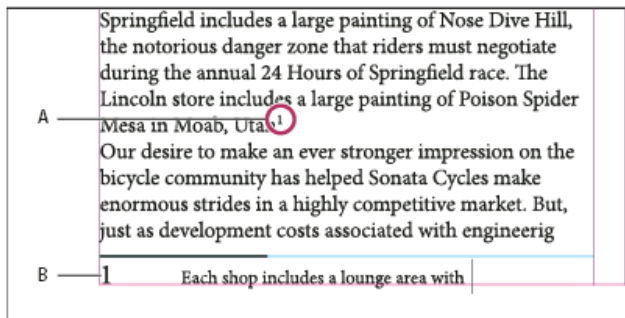 Springfield includes a large painting of Nose Dive Hill,
the notorious danger zone that riders must negotiate
during the annual 24 Hours of Springfield race. The
Lincoln store includes a large painting of Poison Spider
A Mesa in Moab, Utah¹
Our desire to make an ever stronger impression on the
bicycle community has helped Sonata Cycles make
enormous strides in a highly competitive market. But,
just as development costs associated with engineerig
B 1 Each shop includes a lounge area with